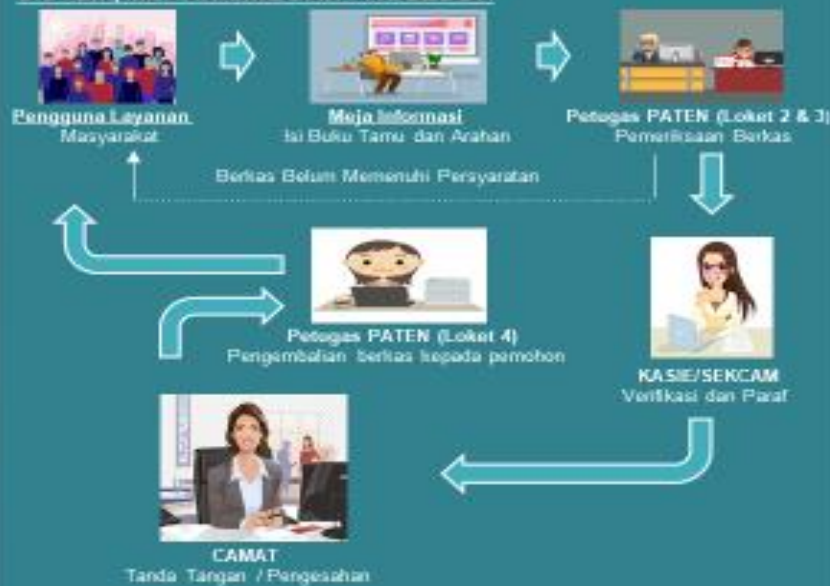 Pengguna Layanan
Masyarakat
Meja Informasi
Isi Buku Tamu dan Arahan
Petugas PATEN (Loket 2 & 3)
Pemeriksaan Berkas
Berkas Belum Memenuhi Persyaratan
Petugas PATEN (Loket 4)
Pengembalian berkas kepada pemohon
KASIE/SEKCAM
Verifikasi dan Paraf
CAMAT
Tanda Tangan / Pengesahan